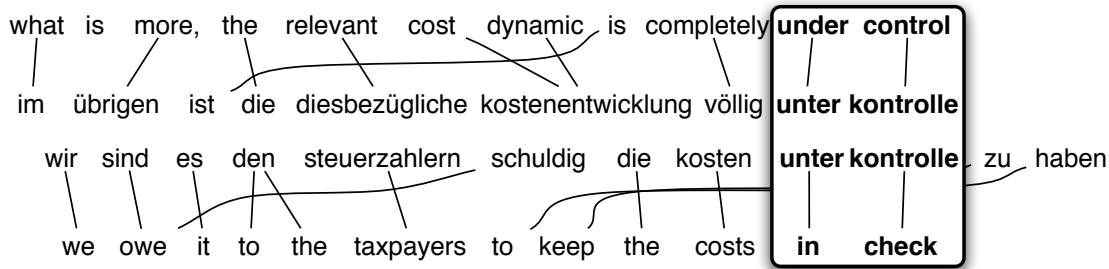 what is more, the relevant cost dynamic is completely under control
im übrigen ist die diesbezügliche kostenentwicklung völlig unter kontrolle
wir sind es den steuerzahlern schuldig die kosten unter kontrolle zu haben
we owe it to the taxpayers to keep the costs in check